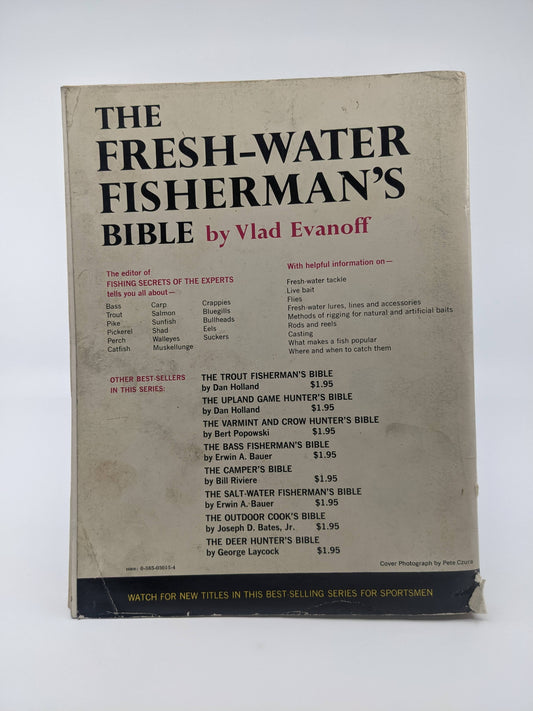 THE
FRESH-WATER
FISHERMAN'S
BIBLE by Vlad Evanoff
The editor of
FISHING SECRETS OF THE EXPERTS
tells you all about—
Bass
Trout
Pike
Pickerel
Perch
Catfish
Carp
Salmon
Sunfish
Shad
Walleyes
Muskellunge
Crappies
Bluegills
Bullheads
Eels
Suckers
With helpful information on—
Fresh-water tackle
Live bait
Flies
Fresh-water lures, lines and accessories
Methods of rigging for natural and artificial baits
Rods and reels
Casting
What makes a fish popular
Where and when to catch them
OTHER BEST-SELLERS
IN THIS SERIES:
THE TROUT FISHERMAN'S BIBLE
by Dan Holland $1.95
THE UPLAND GAME HUNTER'S BIBLE
by Dan Holland $1.95
THE VARMINT AND CROW HUNTER'S BIBLE
by Bert Popowski $1.95
THE BASS FISHERMAN'S BIBLE
by Erwin A. Bauer $1.95
THE CAMPER'S BIBLE
by Bill Riviere $1.95
THE SALT-WATER FISHERMAN'S BIBLE
by Erwin A. Bauer $1.95
THE OUTDOOR COOK'S BIBLE
by Joseph D. Bates, Jr. $1.95
THE DEER HUNTER'S BIBLE
by George Laycock $1.95
ISBN: 0-385-05015-4
Cover Photograph by Pete Czura
WATCH FOR NEW TITLES IN THIS BEST-SELLING SERIES FOR SPORTSMEN